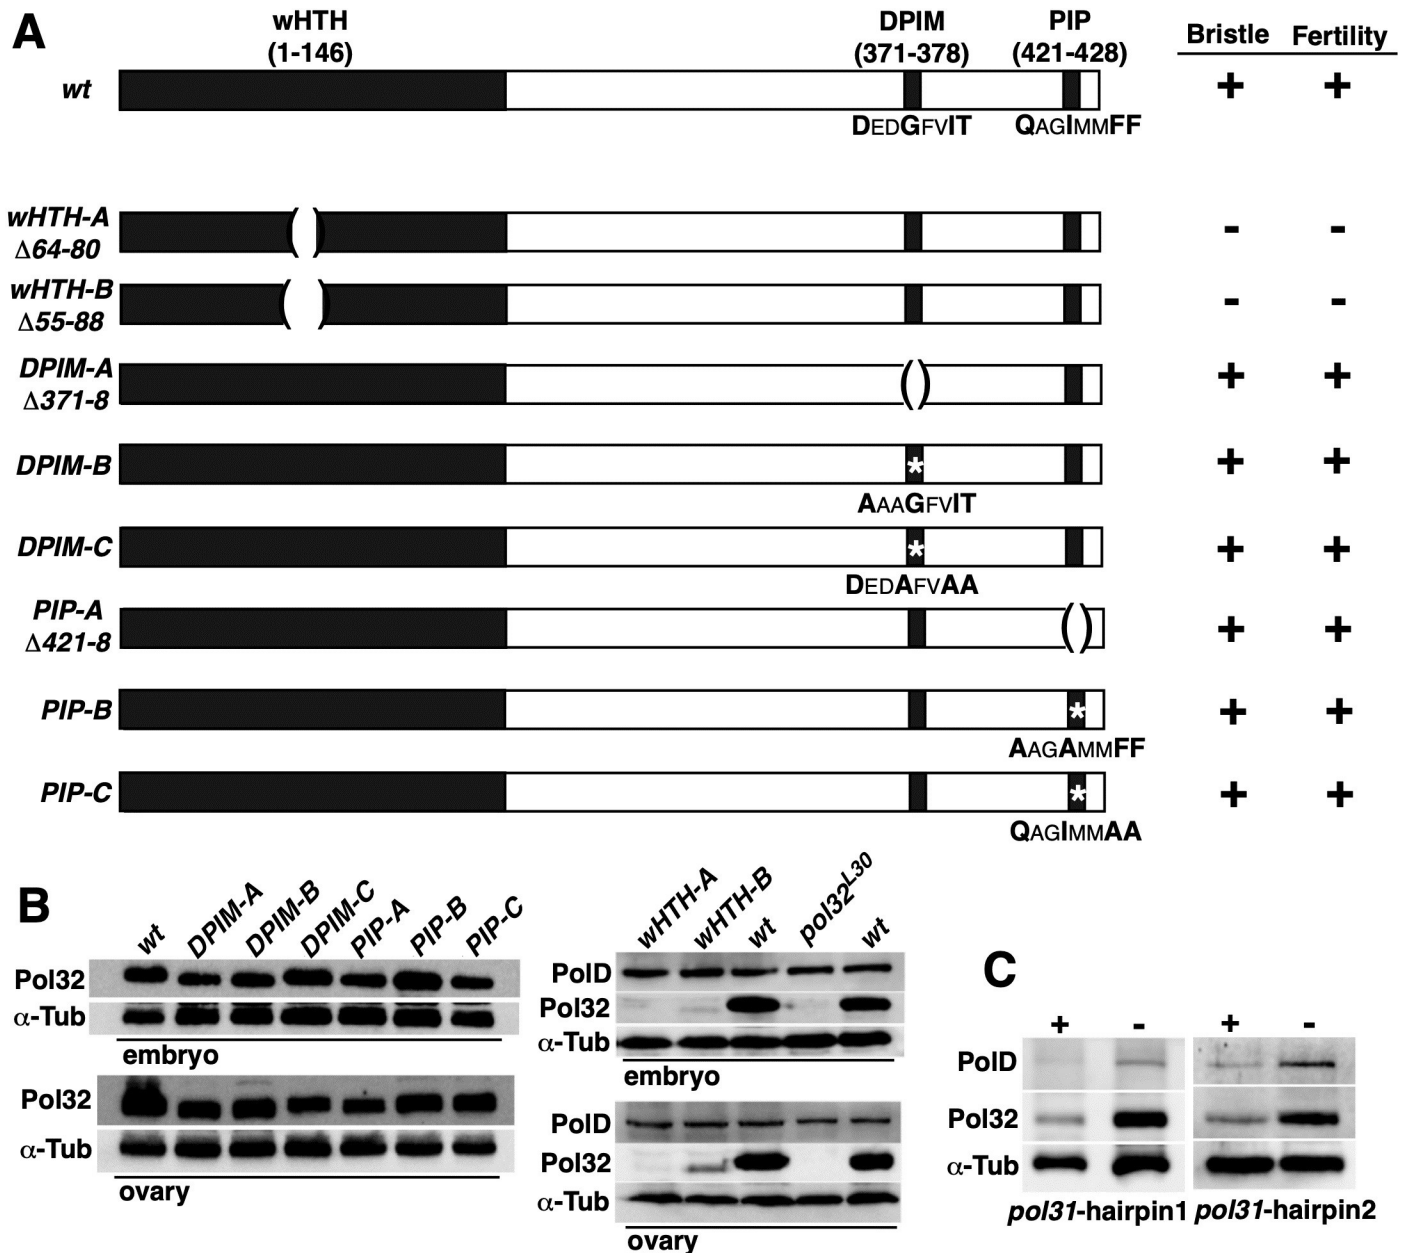 A
wHTH
(1-146)
DPIM
(371-378)
PIP
(421-428)
Bristle Fertility
wt + +
DEDGFVIT QAGIMMFF
wHTH-A
Δ64-80
( )
- -
wHTH-B
Δ55-88
( )
- -
DPIM-A
Δ371-8
( )
+ +
DPIM-B * + +
AAAGFVIT
DPIM-C * + +
DEDAFVAA
PIP-A
Δ421-8
( )
+ +
PIP-B * + +
AAGAMMFF
PIP-C * + +
QAGIMMAA
B
wt DPIM-A DPIM-B DPIM-C PIP-A PIP-B PIP-C
Pol32
α-Tub
embryo
Pol32
α-Tub
ovary
wHTH-A wHTH-B wt pol32L30 wt
PolD
Pol32
α-Tub
embryo
PolD
Pol32
α-Tub
ovary
C
+ - + -
PolD
Pol32
α-Tub
pol31-hairpin1 pol31-hairpin2